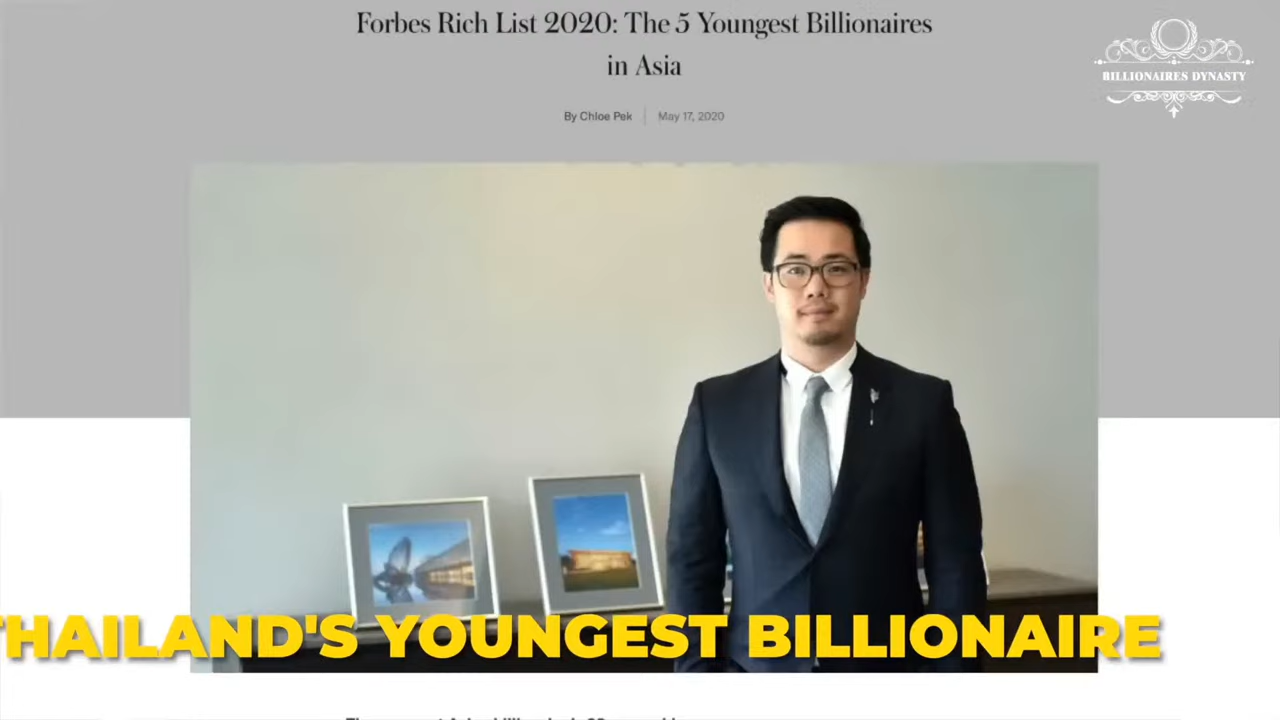 Forbes Rich List 2020: The 5 Youngest Billionaires
in Asia
BILLIONAIRES DYNASTY
By Chloe Pek | May 17, 2020
THAILAND'S YOUNGEST BILLIONAIRE